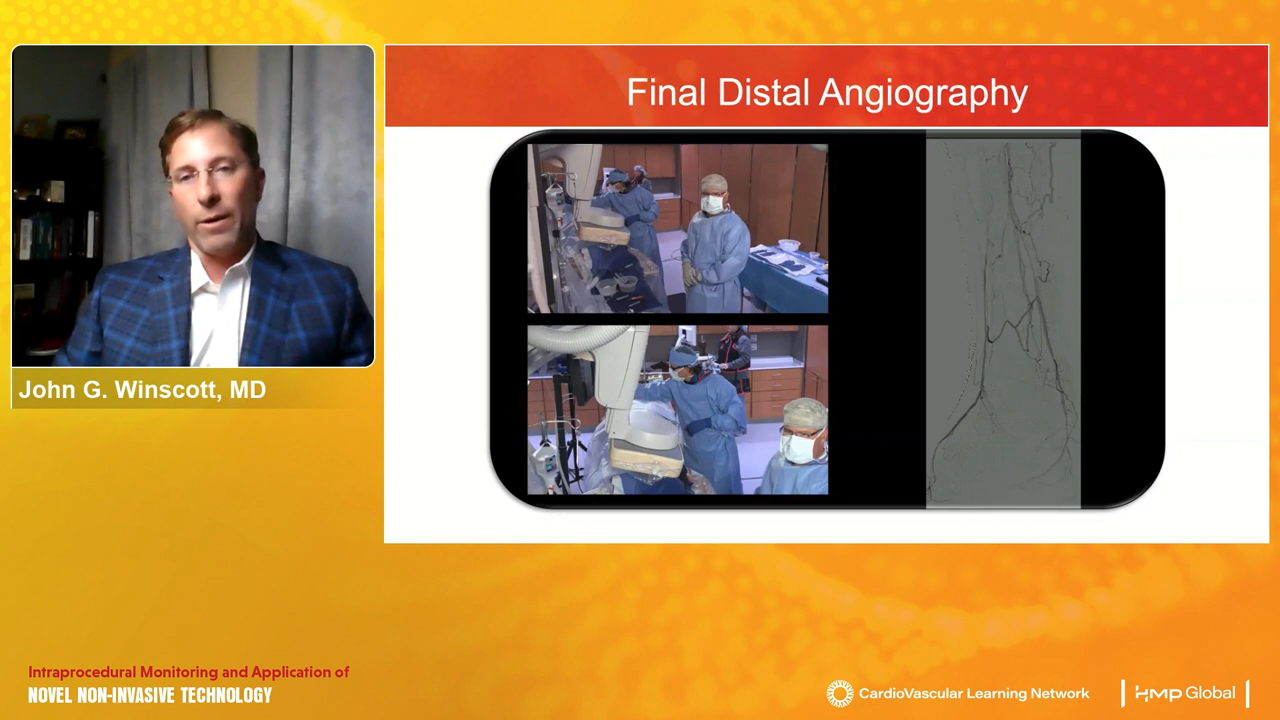 Final Distal Angiography
John G. Winscott, MD
Intraprocedural Monitoring and Application of
NOVEL NON-INVASIVE TECHNOLOGY
CardioVascular Learning Network
HMP Global